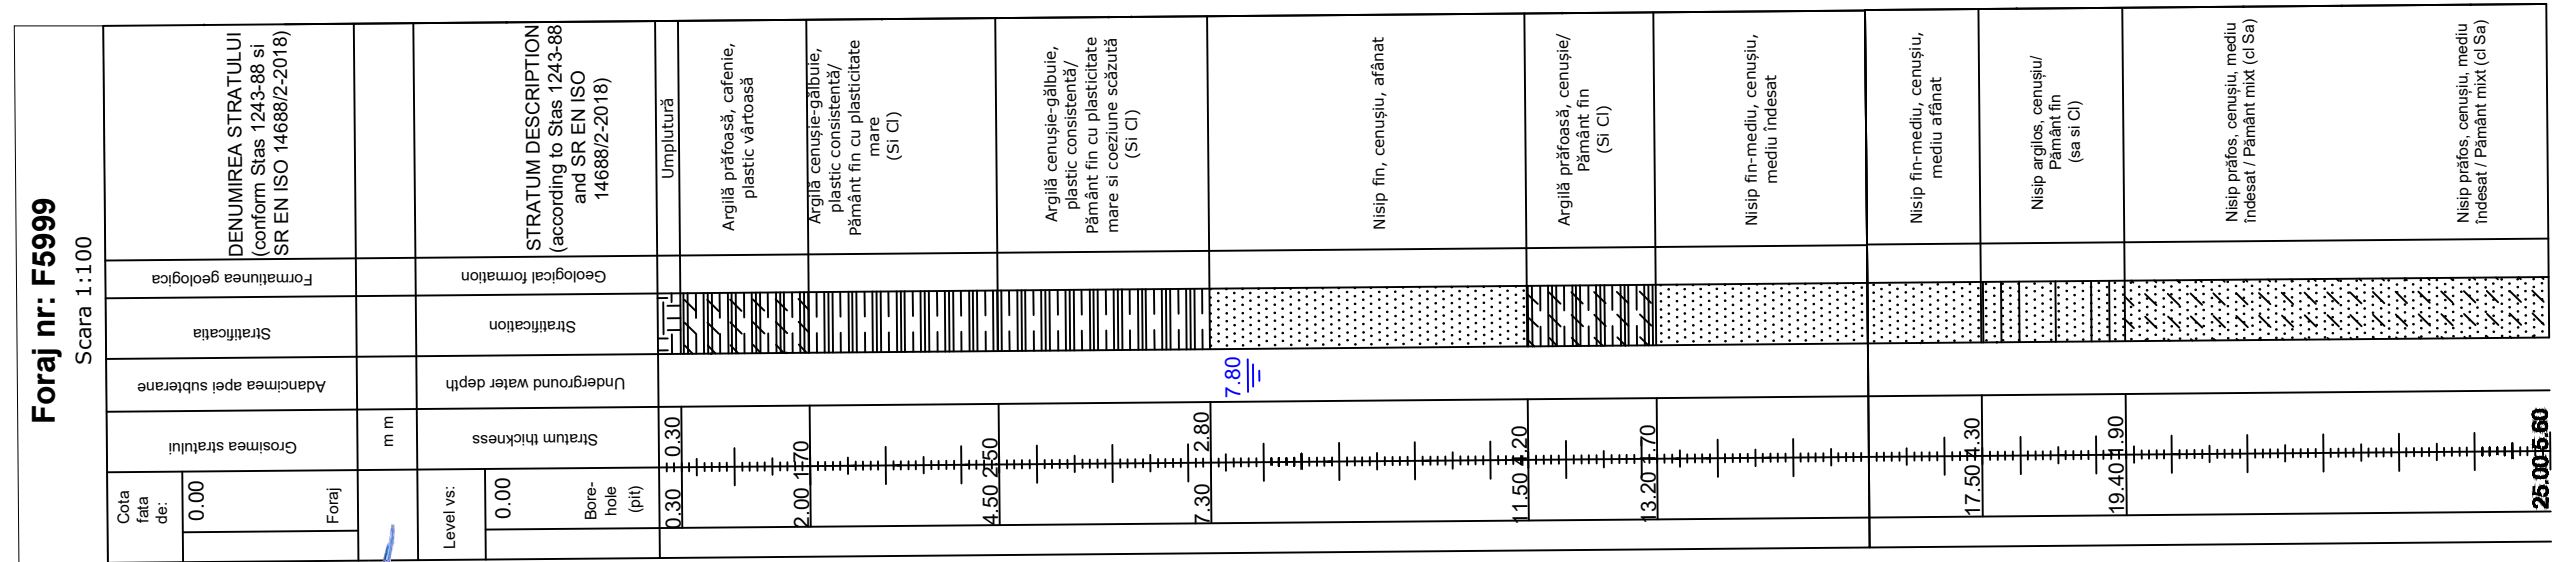 Foraj nr: F5999
Scara 1:100
DENUMIREA STRATULUI
(conform Stas 1243-88 si
SR EN ISO 14688/2-2018)
Formatiunea geologica
Stratificatia
Adancimea apei subterane
Grosimea stratului
Cota
fata
de:
0.00
Foraj
m m
STRATUM DESCRIPTION
(according to Stas 1243-88
and SR EN ISO
14688/2-2018)
Geological formation
Stratification
Underground water depth
Stratum thickness
Level vs:
0.00
Bore-
hole
(pit)
Umplutură
0.30
0.30
Argilă prăfoasă, cafenie,
plastic vârtoasă
1.70
2.00
Argilă cenușie-gălbuie,
plastic consistentă/
Pământ fin cu plasticitate
mare
(Si Cl)
2.50
4.50
Argilă cenușie-gălbuie,
plastic consistentă/
Pământ fin cu plasticitate
mare si coeziune scăzută
(Si Cl)
2.80
7.30
7.80
Nisip fin, cenușiu, afânat
4.20
11.50
Argilă prăfoasă, cenușie/
Pământ fin
(Si Cl)
1.70
13.20
Nisip fin-mediu, cenușiu,
mediu îndesat
Nisip fin-mediu, cenușiu,
mediu afânat
4.30
17.50
Nisip argilos, cenușiu/
Pământ fin
(sa si Cl)
1.90
19.40
Nisip prăfos, cenușiu, mediu
îndesat / Pământ mixt (cl Sa)
Nisip prăfos, cenușiu, mediu
îndesat / Pământ mixt (cl Sa)
5.60
25.00